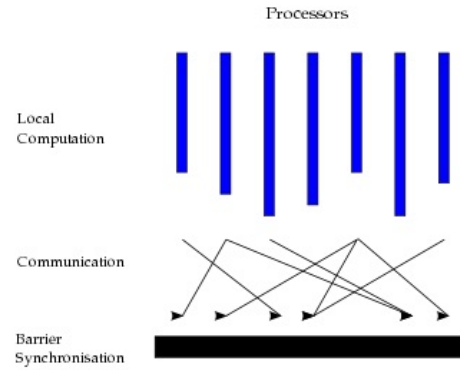 Processors
Local
Computation
Communication
Barrier
Synchronisation